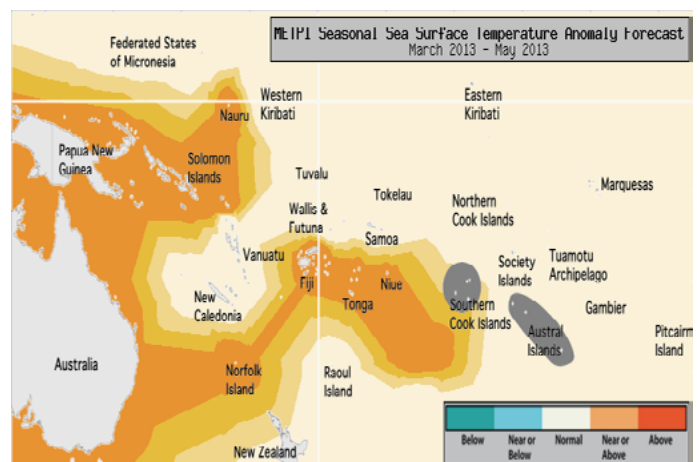 METPI Seasonal Sea Surface Temperature Anomaly Forecast
March 2013 - May 2013
Federated States
of Micronesia
Western
Kiribati
Eastern
Kiribati
Nauru
Papua New
Guinea
Solomon
Islands
Tuvalu
Tokelau
Marquesas
Northern
Cook Islands
Wallis &
Futuna
Samoa
Vanuatu
Society
Islands
Tuamotu
Archipelago
Fiji
Niue
New
Caledonia
Tonga
Southern
Cook Islands
Gambier
Austral
Islands
Pitcairn
Island
Australia
Norfolk
Island
Raoul
Island
New Zealand
Below
Near or
Below
Normal
Near or
Above
Above